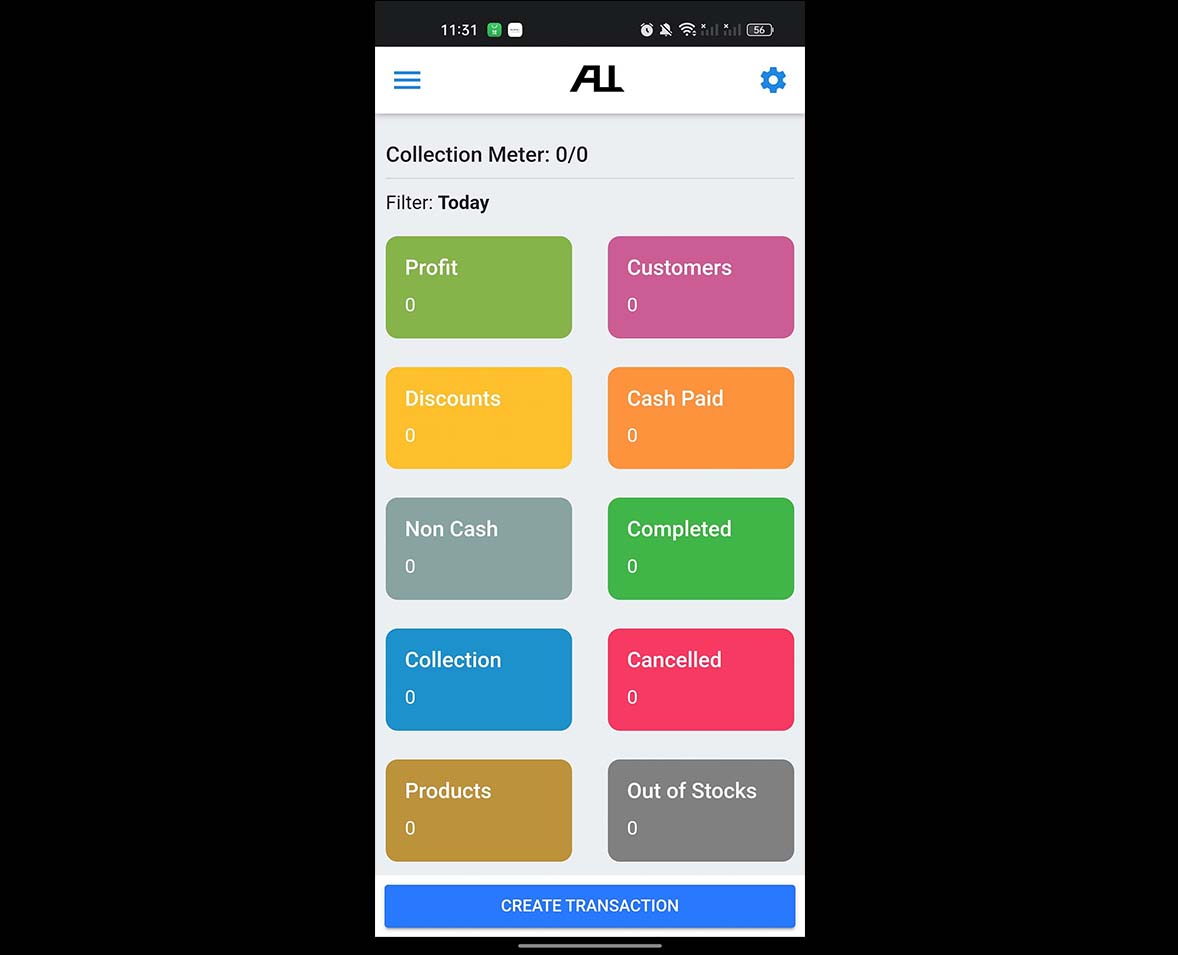 11:31
56
ALL
Collection Meter: 0/0
Filter: Today
Profit
0
Customers
0
Discounts
0
Cash Paid
0
Non Cash
0
Completed
0
Collection
0
Cancelled
0
Products
0
Out of Stocks
0
CREATE TRANSACTION